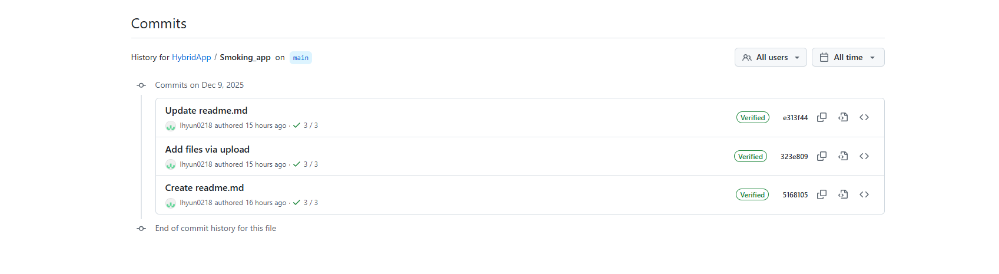 Commits
History for HybridApp / Smoking_app on main
All users
All time
Commits on Dec 9, 2025
Update readme.md
lhyun0218 authored 15 hours ago · 3 / 3
Verified
e313f44
Add files via upload
lhyun0218 authored 15 hours ago · 3 / 3
Verified
323e809
Create readme.md
lhyun0218 authored 16 hours ago · 3 / 3
Verified
5168105
End of commit history for this file